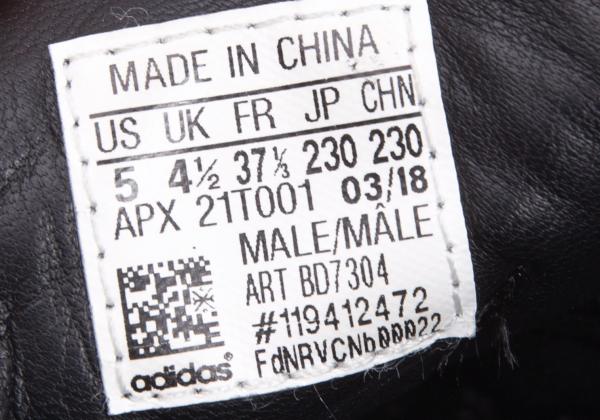 MADE IN CHINA
US UK FR JP CHN
5 4½ 37⅓ 230 230
APX 21T001 03/18
MALE/MÂLE
ART BD7304
#119412472
adidas®